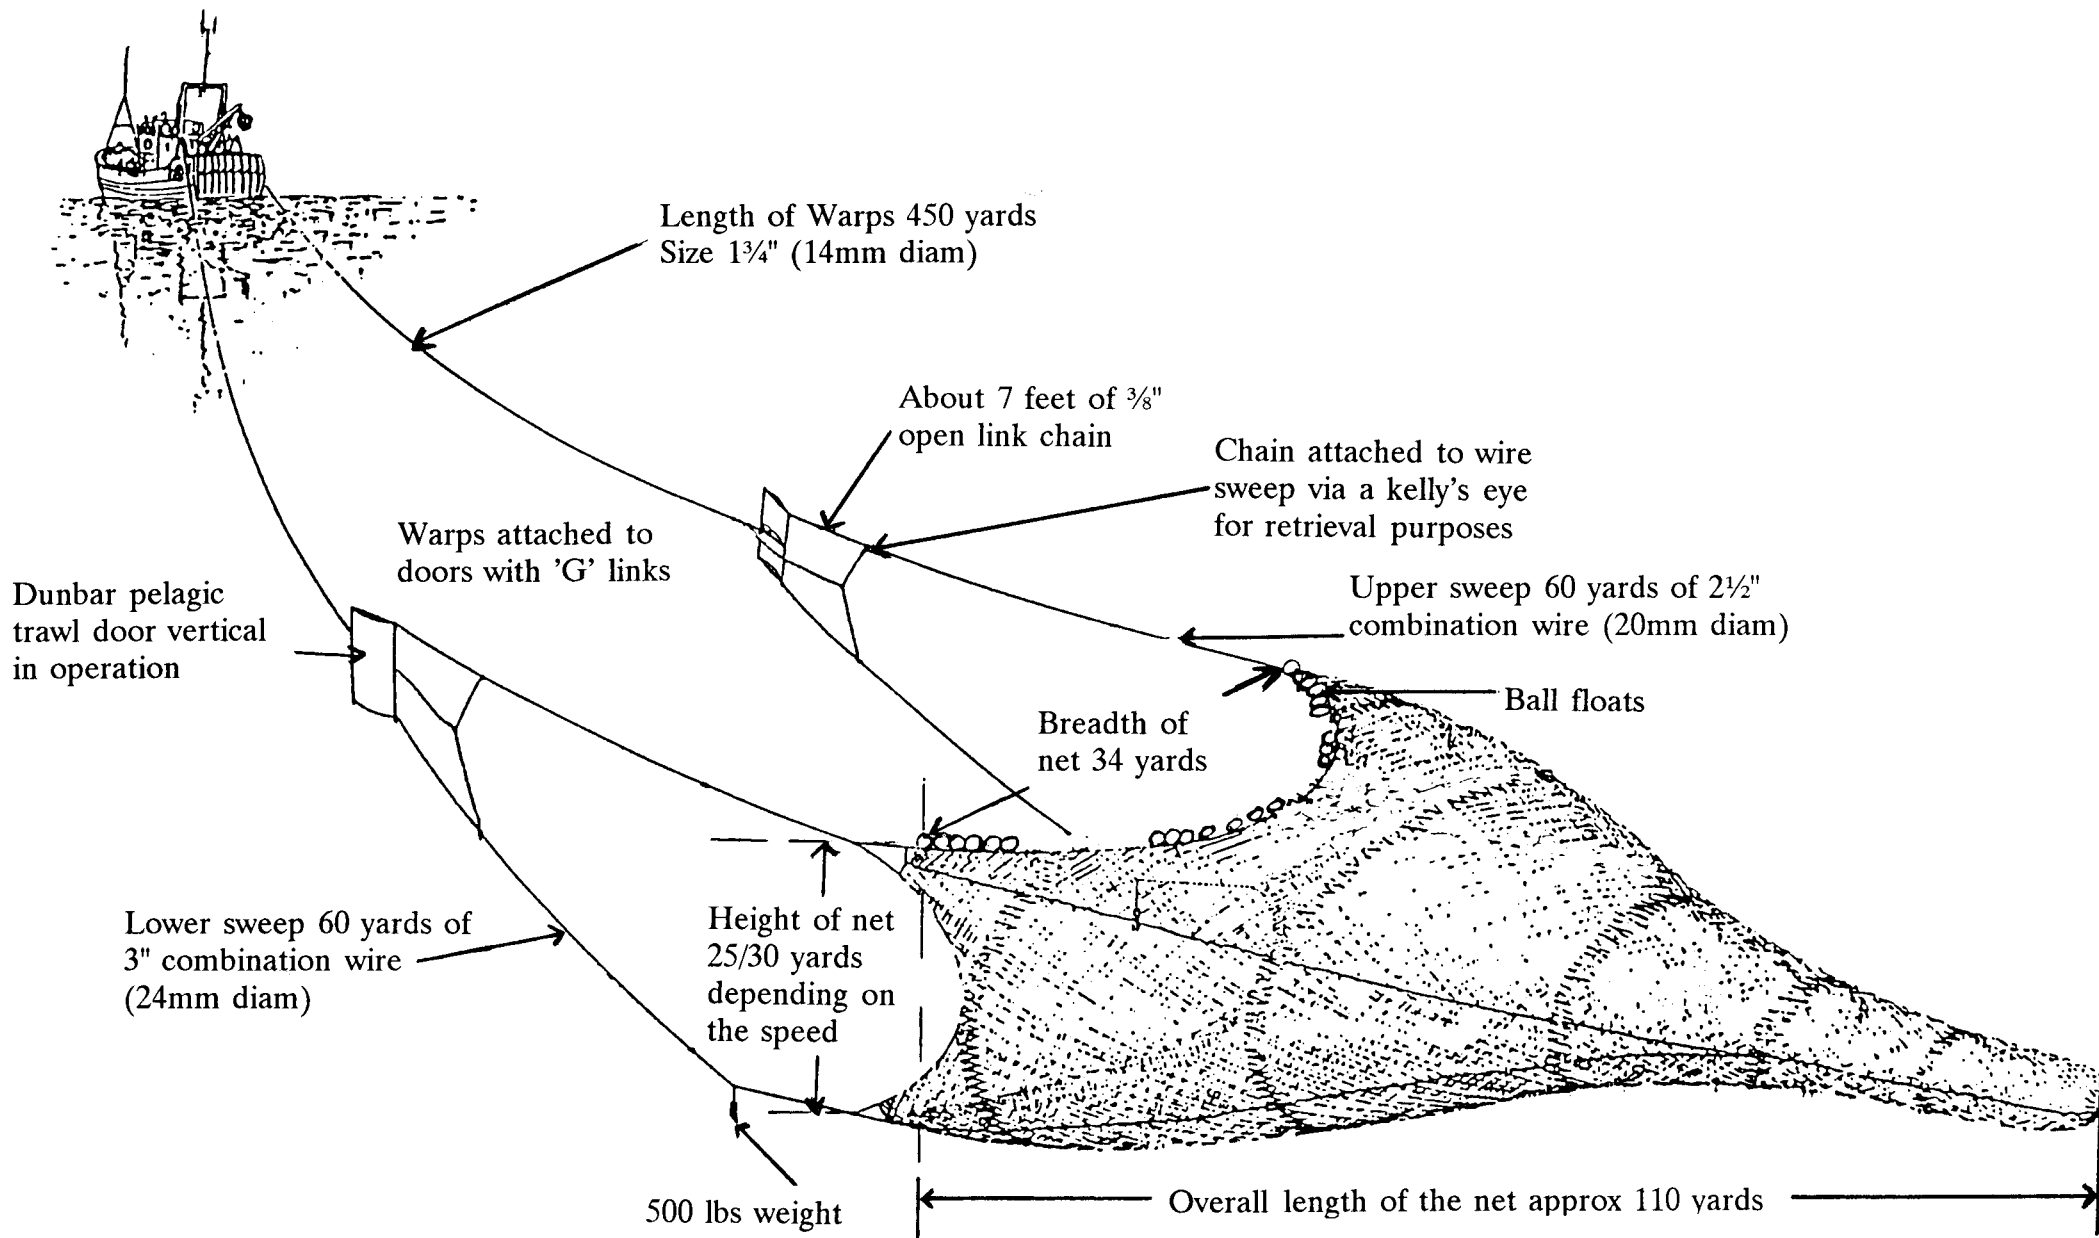 Length of Warps 450 yards
Size 1¾" (14mm diam)
About 7 feet of ⅜"
open link chain
Chain attached to wire
sweep via a kelly's eye
for retrieval purposes
Warps attached to
doors with 'G' links
Dunbar pelagic
trawl door vertical
in operation
Upper sweep 60 yards of 2½"
combination wire (20mm diam)
Ball floats
Breadth of
net 34 yards
Lower sweep 60 yards of
3" combination wire
(24mm diam)
Height of net
25/30 yards
depending on
the speed
500 lbs weight
Overall length of the net approx 110 yards